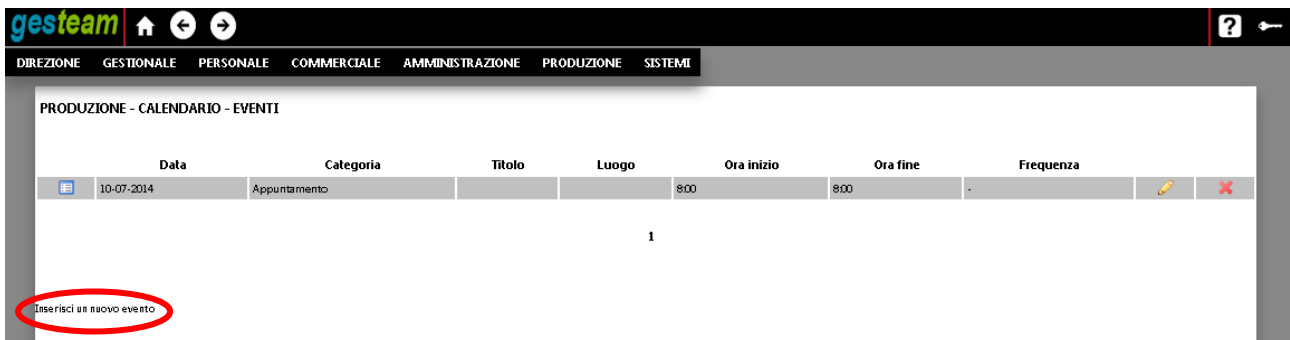 gesteam ?
DIREZIONE GESTIONALE PERSONALE COMMERCIALE AMMINISTRAZIONE PRODUZIONE SISTEMI
PRODUZIONE - CALENDARIO - EVENTI
Data Categoria Titolo Luogo Ora inizio Ora fine Frequenza
10-07-2014 Appuntamento 8:00 8:00 -
1
Inserisci un nuovo evento